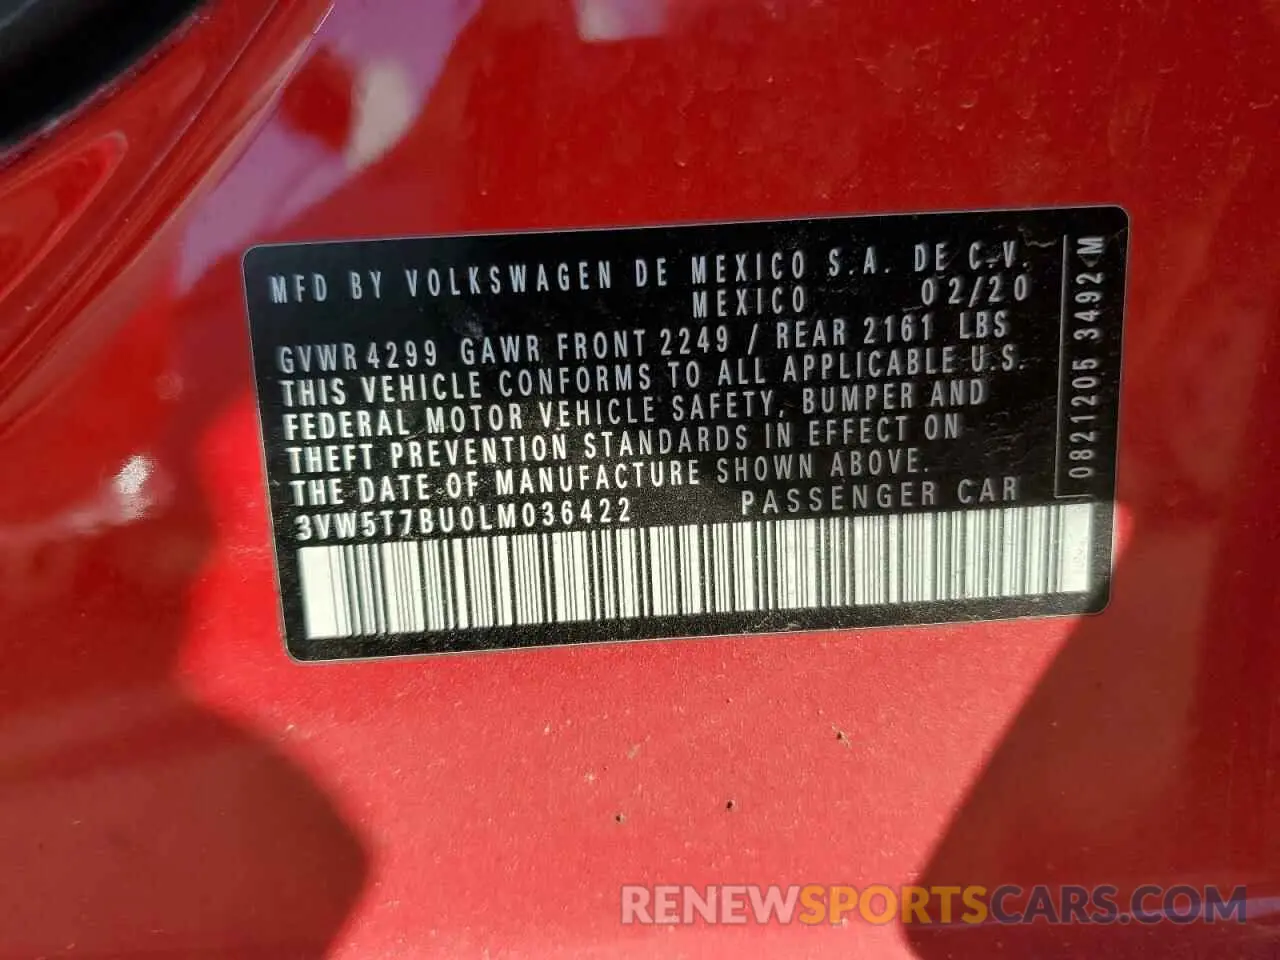 MFD BY VOLKSWAGEN DE MEXICO S.A. DE C.V.
MEXICO 02/20
GVWR 4299 GAWR FRONT 2249 / REAR 2161 LBS
THIS VEHICLE CONFORMS TO ALL APPLICABLE U.S.
FEDERAL MOTOR VEHICLE SAFETY, BUMPER AND
THEFT PREVENTION STANDARDS IN EFFECT ON
THE DATE OF MANUFACTURE SHOWN ABOVE.
3VW5T7BU0LM036422 PASSENGER CAR
0821205 3492 M
RENEWSPORTSCARS.COM